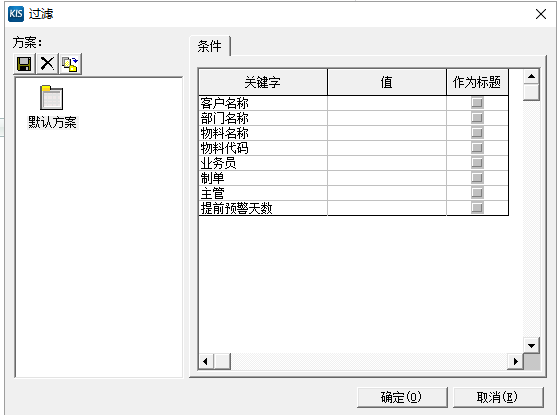 KIS 过滤
方案：
默认方案
条件
关键字 值 作为标题
客户名称
部门名称
物料名称
物料代码
业务员
制单
主管
提前预警天数
确定(O) 取消(E)